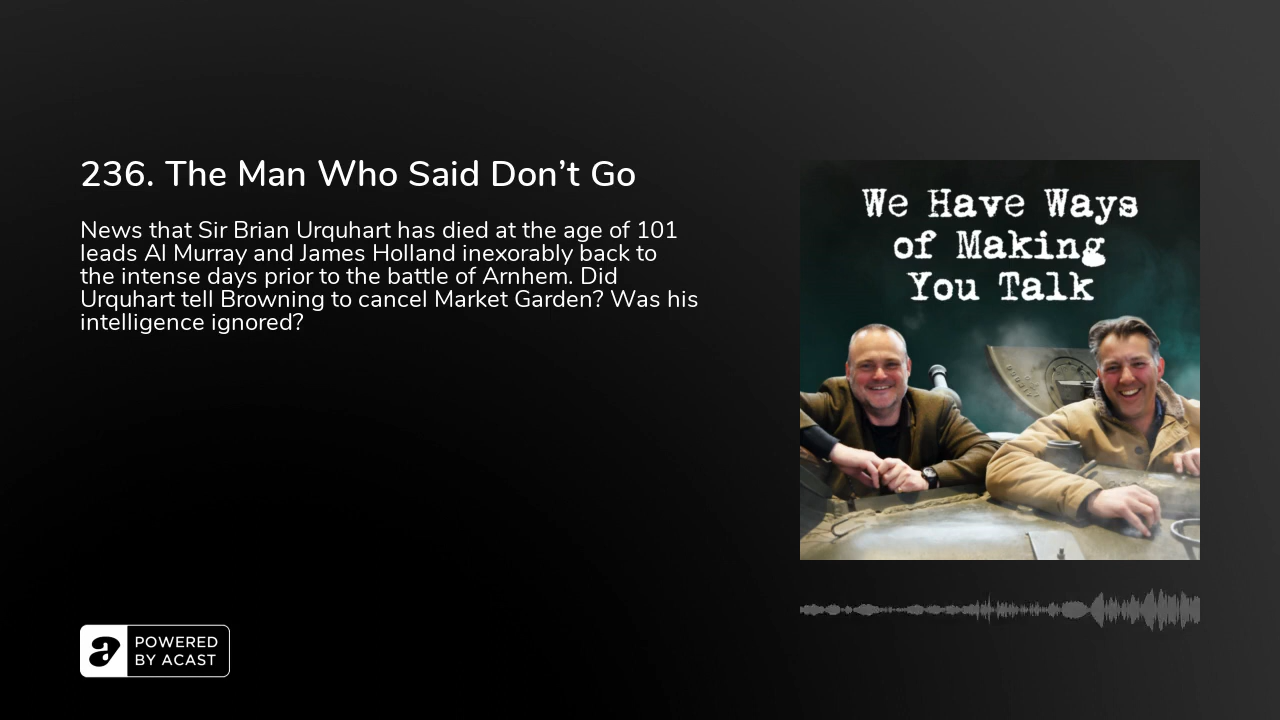 236. The Man Who Said Don’t Go
News that Sir Brian Urquhart has died at the age of 101
leads Al Murray and James Holland inexorably back to
the intense days prior to the battle of Arnhem. Did
Urquhart tell Browning to cancel Market Garden? Was his
intelligence ignored?
We Have Ways
of Making
You Talk
POWERED
BY ACAST